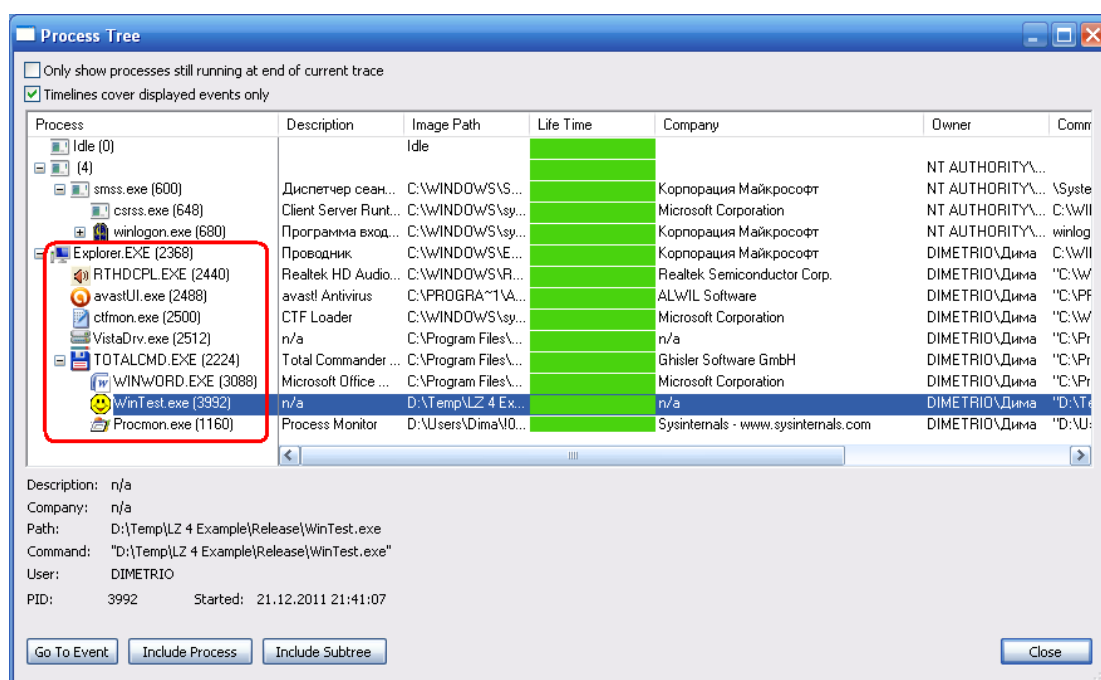 Process Tree
Only show processes still running at end of current trace
Timelines cover displayed events only
Process Description Image Path Life Time Company Owner Comm
Idle (0) Idle
(4) NT AUTHORITY\...
smss.exe (600) Диспетчер сеан... C:\WINDOWS\S... Корпорация Майкрософт NT AUTHORITY\... \Syste
csrss.exe (648) Client Server Runt... C:\WINDOWS\sy... Microsoft Corporation NT AUTHORITY\... C:\WII
winlogon.exe (680) Программа вход... C:\WINDOWS\sy... Корпорация Майкрософт NT AUTHORITY\... winlog
Explorer.EXE (2368) Проводник C:\WINDOWS\E... Корпорация Майкрософт DIMETRIO\Дима C:\WII
RTHDCPL.EXE (2440) Realtek HD Audio... C:\WINDOWS\R... Realtek Semiconductor Corp. DIMETRIO\Дима "C:\W
avastUI.exe (2488) avast! Antivirus C:\PROGRA~1\A... ALWIL Software DIMETRIO\Дима "C:\PF
ctfmon.exe (2500) CTF Loader C:\WINDOWS\sy... Microsoft Corporation DIMETRIO\Дима "C:\W
VistaDrv.exe (2512) n/a C:\Program Files\... n/a DIMETRIO\Дима "C:\Pr
TOTALCMD.EXE (2224) Total Commander ... C:\Program Files\... Ghisler Software GmbH DIMETRIO\Дима "C:\Pr
WINWORD.EXE (3088) Microsoft Office ... C:\Program Files\... Microsoft Corporation DIMETRIO\Дима "C:\Pr
WinTest.exe (3992) n/a D:\Temp\LZ 4 Ex... n/a DIMETRIO\Дима "D:\Te
Procmon.exe (1160) Process Monitor D:\Users\Dima\!0... Sysinternals - www.sysinternals.com DIMETRIO\Дима "D:\U
Description: n/a
Company: n/a
Path: D:\Temp\LZ 4 Example\Release\WinTest.exe
Command: "D:\Temp\LZ 4 Example\Release\WinTest.exe"
User: DIMETRIO
PID: 3992 Started: 21.12.2011 21:41:07
Go To Event Include Process Include Subtree Close